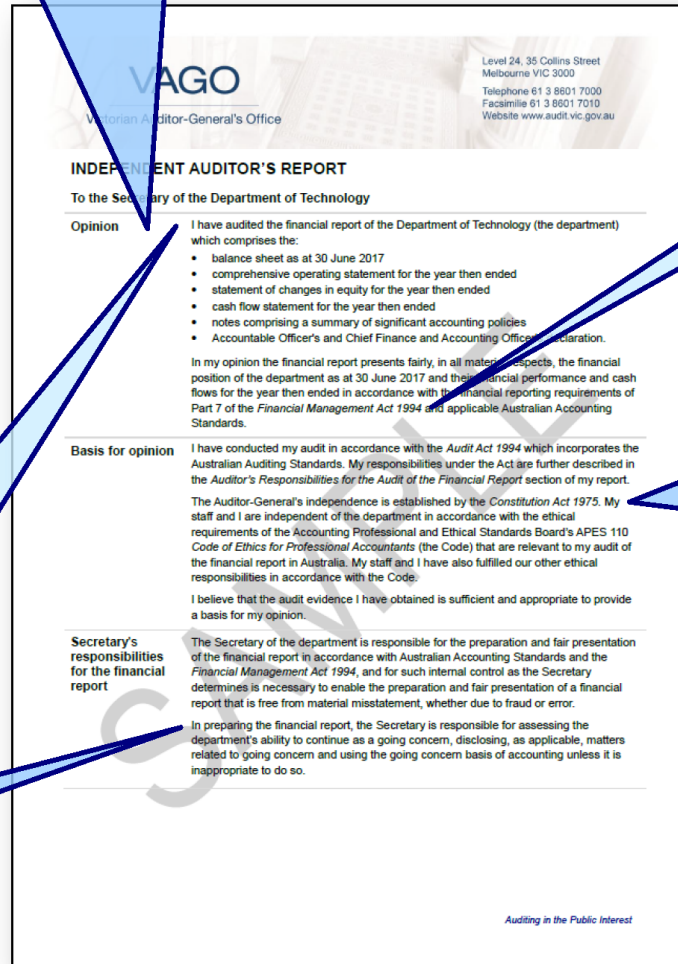 VAGO
Victorian Auditor-General's Office
Level 24, 35 Collins Street
Melbourne VIC 3000
Telephone 61 3 8601 7000
Facsimilie 61 3 8601 7010
Website www.audit.vic.gov.au
INDEPENDENT AUDITOR'S REPORT
To the Secretary of the Department of Technology
Opinion
I have audited the financial report of the Department of Technology (the department)
which comprises the:
• balance sheet as at 30 June 2017
• comprehensive operating statement for the year then ended
• statement of changes in equity for the year then ended
• cash flow statement for the year then ended
• notes comprising a summary of significant accounting policies
• Accountable Officer's and Chief Finance and Accounting Officer's declaration.
In my opinion the financial report presents fairly, in all material respects, the financial
position of the department as at 30 June 2017 and their financial performance and cash
flows for the year then ended in accordance with the financial reporting requirements of
Part 7 of the Financial Management Act 1994 and applicable Australian Accounting
Standards.
Basis for opinion
I have conducted my audit in accordance with the Audit Act 1994 which incorporates the
Australian Auditing Standards. My responsibilities under the Act are further described in
the Auditor's Responsibilities for the Audit of the Financial Report section of my report.
The Auditor-General's independence is established by the Constitution Act 1975. My
staff and I are independent of the department in accordance with the ethical
requirements of the Accounting Professional and Ethical Standards Board's APES 110
Code of Ethics for Professional Accountants (the Code) that are relevant to my audit of
the financial report in Australia. My staff and I have also fulfilled our other ethical
responsibilities in accordance with the Code.
I believe that the audit evidence I have obtained is sufficient and appropriate to provide
a basis for my opinion.
Secretary's
responsibilities
for the financial
report
The Secretary of the department is responsible for the preparation and fair presentation
of the financial report in accordance with Australian Accounting Standards and the
Financial Management Act 1994, and for such internal control as the Secretary
determines is necessary to enable the preparation and fair presentation of a financial
report that is free from material misstatement, whether due to fraud or error.
In preparing the financial report, the Secretary is responsible for assessing the
department's ability to continue as a going concern, disclosing, as applicable, matters
related to going concern and using the going concern basis of accounting unless it is
inappropriate to do so.
SAMPLE
Auditing in the Public Interest